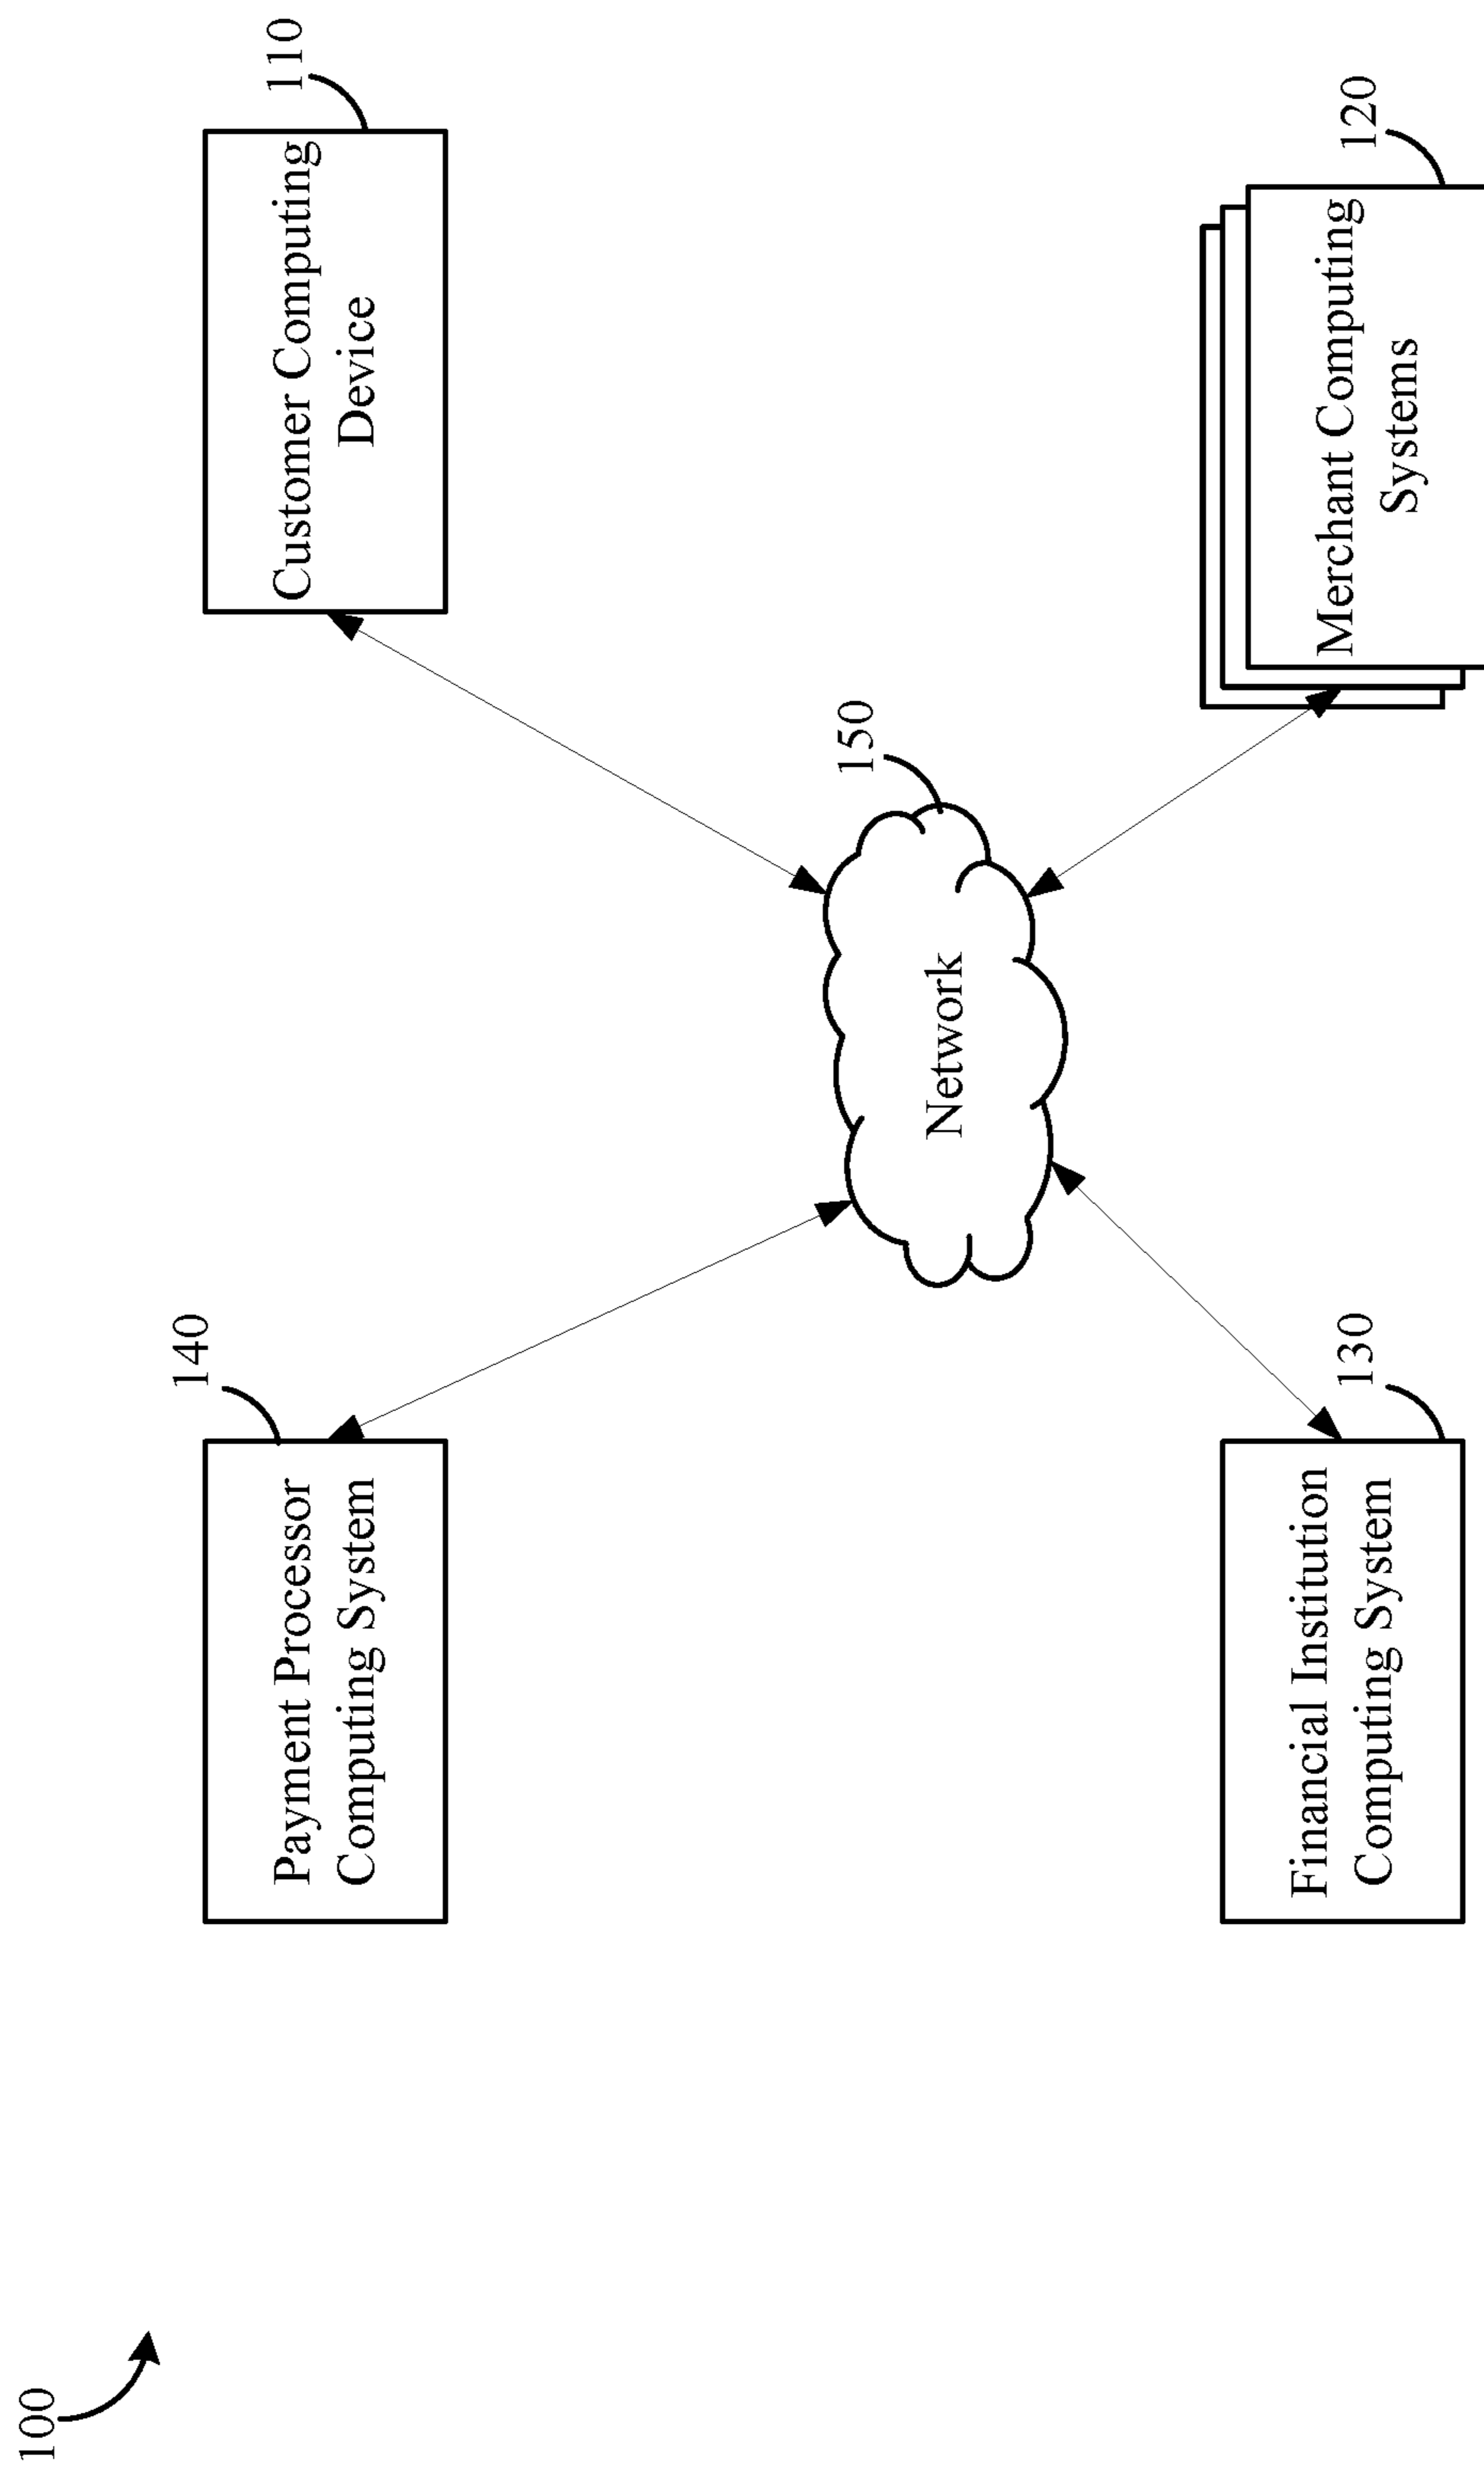 100
140
Payment Processor
Computing System
110
Customer Computing
Device
150
Network
130
Financial Institution
Computing System
120
Merchant Computing
Systems